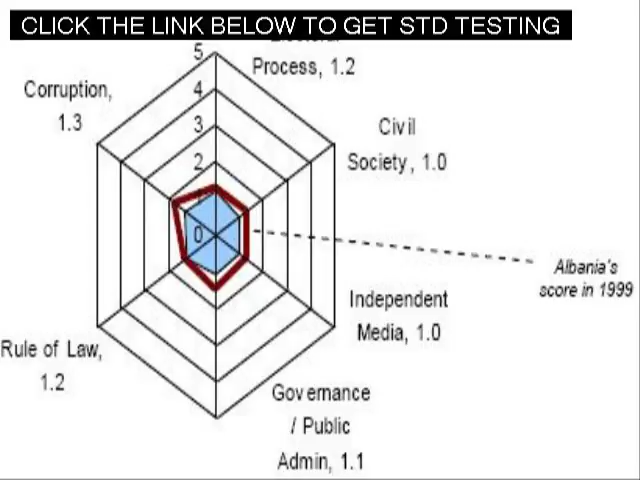 CLICK THE LINK BELOW TO GET STD TESTING
Process, 1.2
5
4
3
2
0
Corruption,
1.3
Civil
Society, 1.0
Albania's
score in 1999
Independent
Media, 1.0
Rule of Law,
1.2
Governance
/ Public
Admin, 1.1